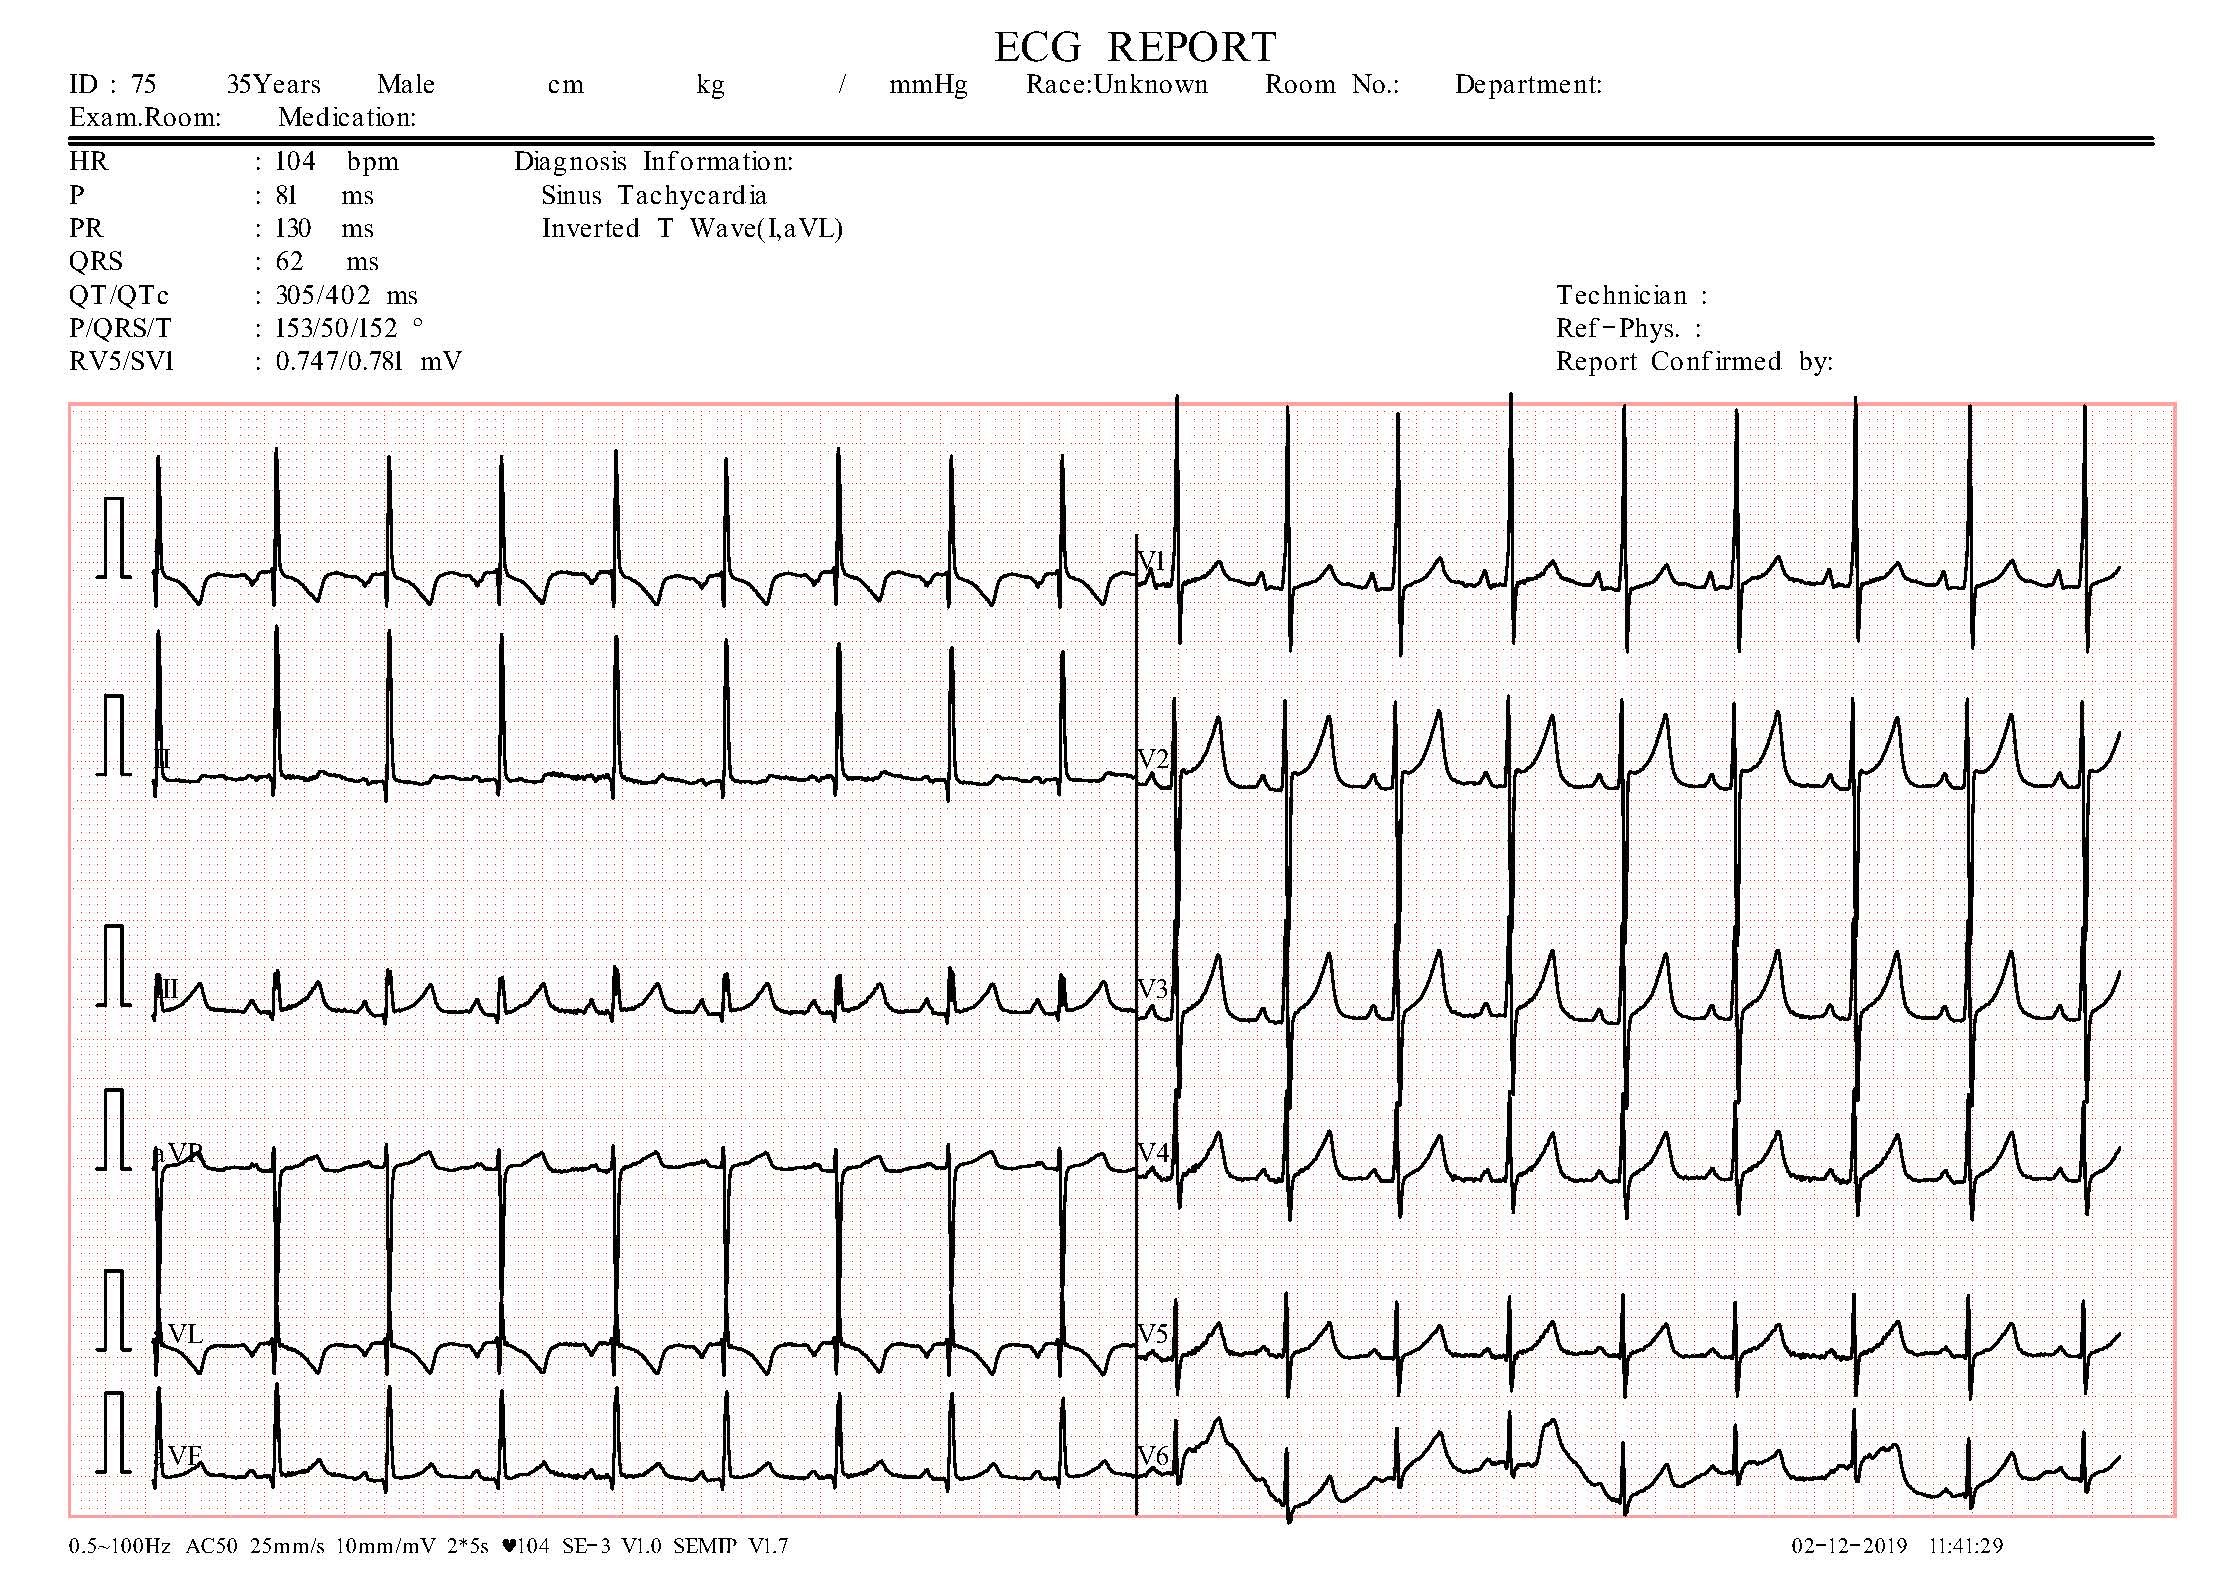 ECG REPORT
ID : 75 35Years Male cm kg / mmHg Race:Unknown Room No.: Department:
Exam.Room: Medication:
HR : 104 bpm Diagnosis Information:
P : 81 ms Sinus Tachycardia
PR : 130 ms Inverted T Wave(I,aVL)
QRS : 62 ms
QT/QTc : 305/402 ms Technician :
P/QRS/T : 153/50/152 ° Ref-Phys. :
RV5/SV1 : 0.747/0.781 mV Report Confirmed by:
V1
II V2
III V3
aVR V4
aVL V5
aVF V6
0.5~100Hz AC50 25mm/s 10mm/mV 2*5s ♥104 SE-3 V1.0 SEMIP V1.7 02-12-2019 11:41:29